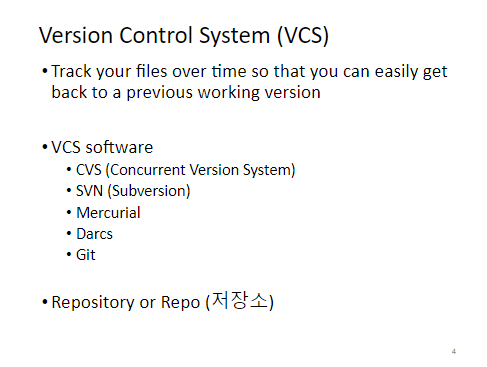 Version Control System (VCS)
• Track your files over time so that you can easily get
back to a previous working version
• VCS software
• CVS (Concurrent Version System)
• SVN (Subversion)
• Mercurial
• Darcs
• Git
• Repository or Repo (저장소)
4